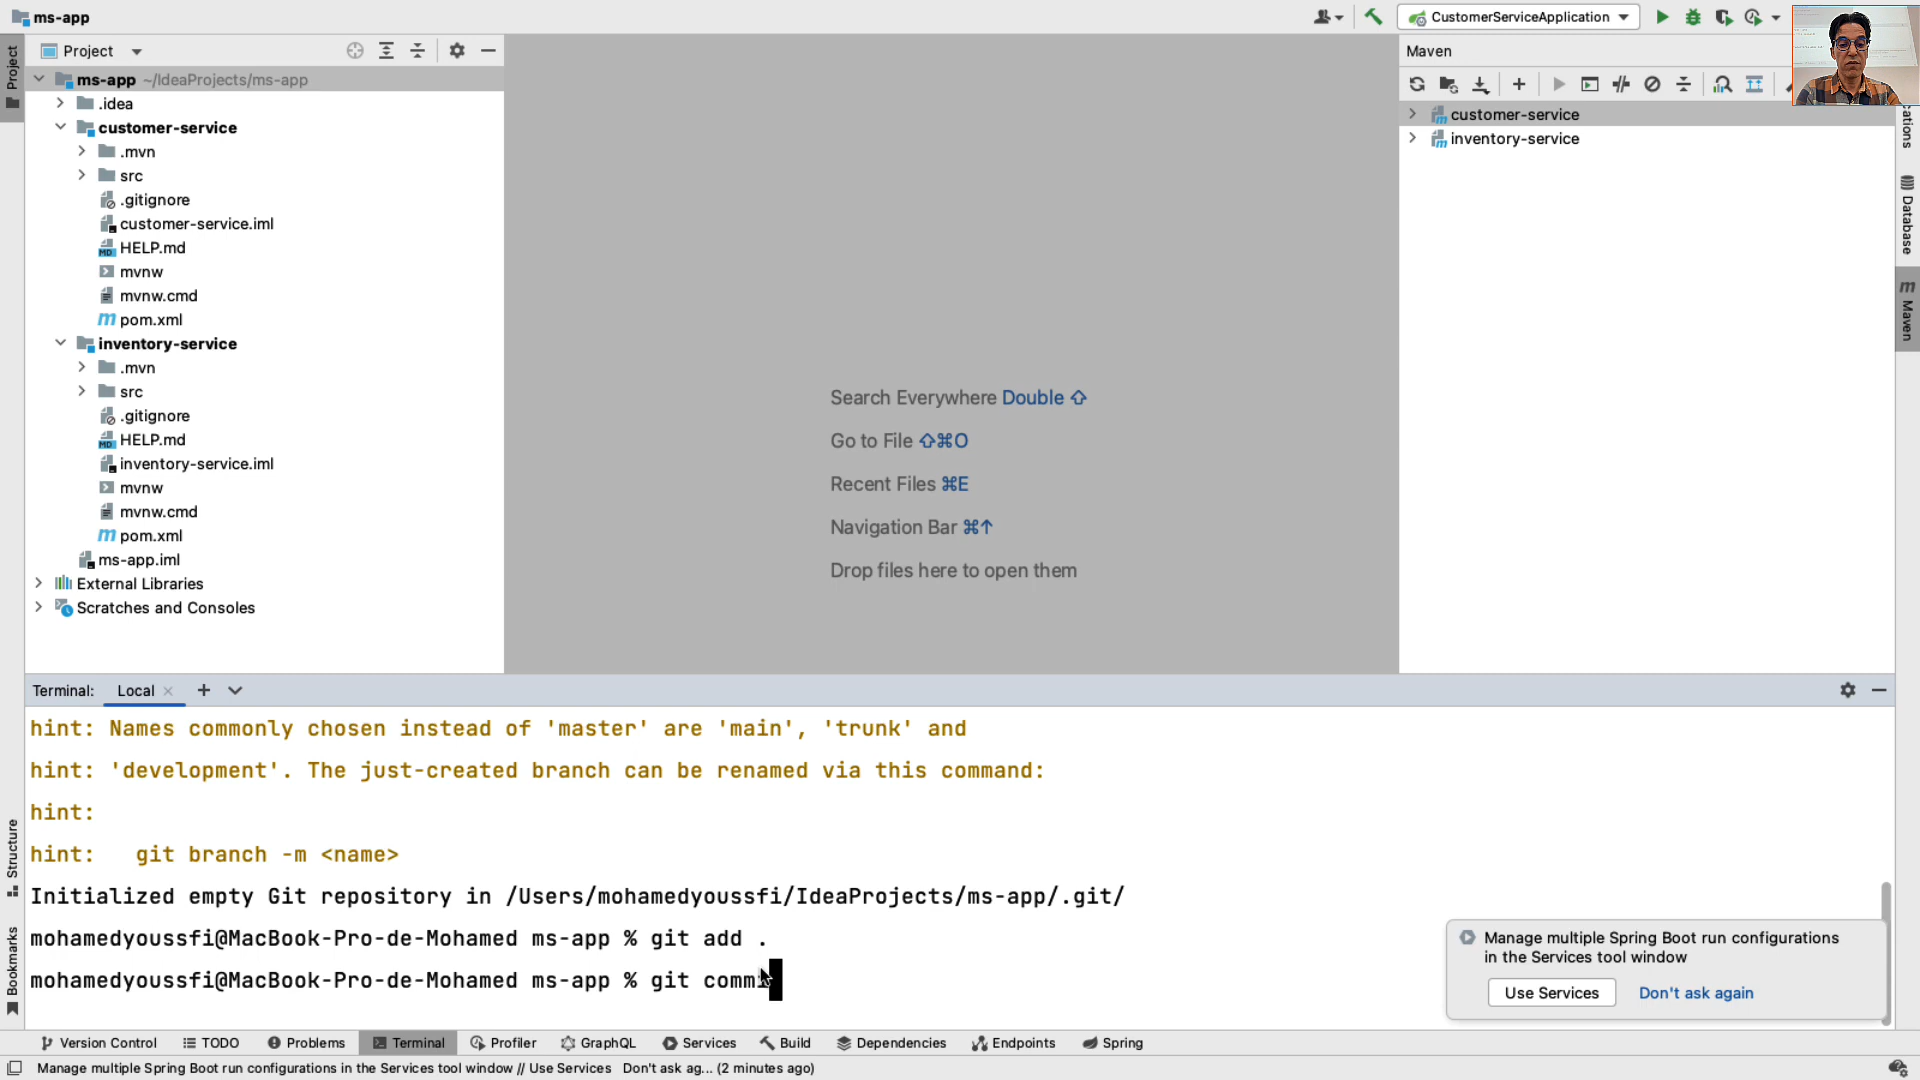 ms-app
CustomerServiceApplication
Project
Project
Maven
ms-app ~/IdeaProjects/ms-app
.idea
customer-service
.mvn
src
.gitignore
customer-service.iml
HELP.md
mvnw
mvnw.cmd
pom.xml
inventory-service
.mvn
src
.gitignore
HELP.md
inventory-service.iml
mvnw
mvnw.cmd
pom.xml
ms-app.iml
External Libraries
Scratches and Consoles
Search Everywhere Double ⇧
Go to File ⇧⌘O
Recent Files ⌘E
Navigation Bar ⌘↑
Drop files here to open them
customer-service
inventory-service
cations
Database
Maven
Terminal: Local
hint: Names commonly chosen instead of 'master' are 'main', 'trunk' and
hint: 'development'. The just-created branch can be renamed via this command:
hint:
hint: git branch -m <name>
Initialized empty Git repository in /Users/mohamedyoussfi/IdeaProjects/ms-app/.git/
mohamedyoussfi@MacBook-Pro-de-Mohamed ms-app % git add .
mohamedyoussfi@MacBook-Pro-de-Mohamed ms-app % git commi
Structure
Bookmarks
Manage multiple Spring Boot run configurations
in the Services tool window
Use Services Don't ask again
Version Control TODO Problems Terminal Profiler GraphQL Services Build Dependencies Endpoints Spring
Manage multiple Spring Boot run configurations in the Services tool window // Use Services Don't ask ag... (2 minutes ago)